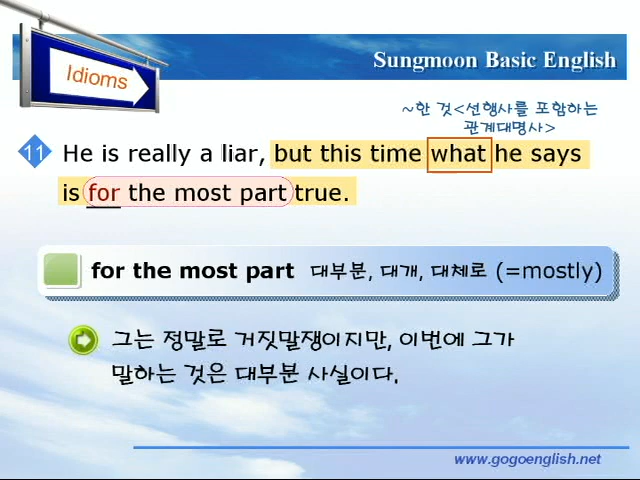 Idioms
Sungmoon Basic English
~한 것<선행사를 포함하는
관계대명사>
11 He is really a liar, but this time what he says
is for the most part true.
for the most part 대부분, 대개, 대체로 (=mostly)
그는 정말로 거짓말쟁이지만, 이번에 그가
말하는 것은 대부분 사실이다.
www.gogoenglish.net